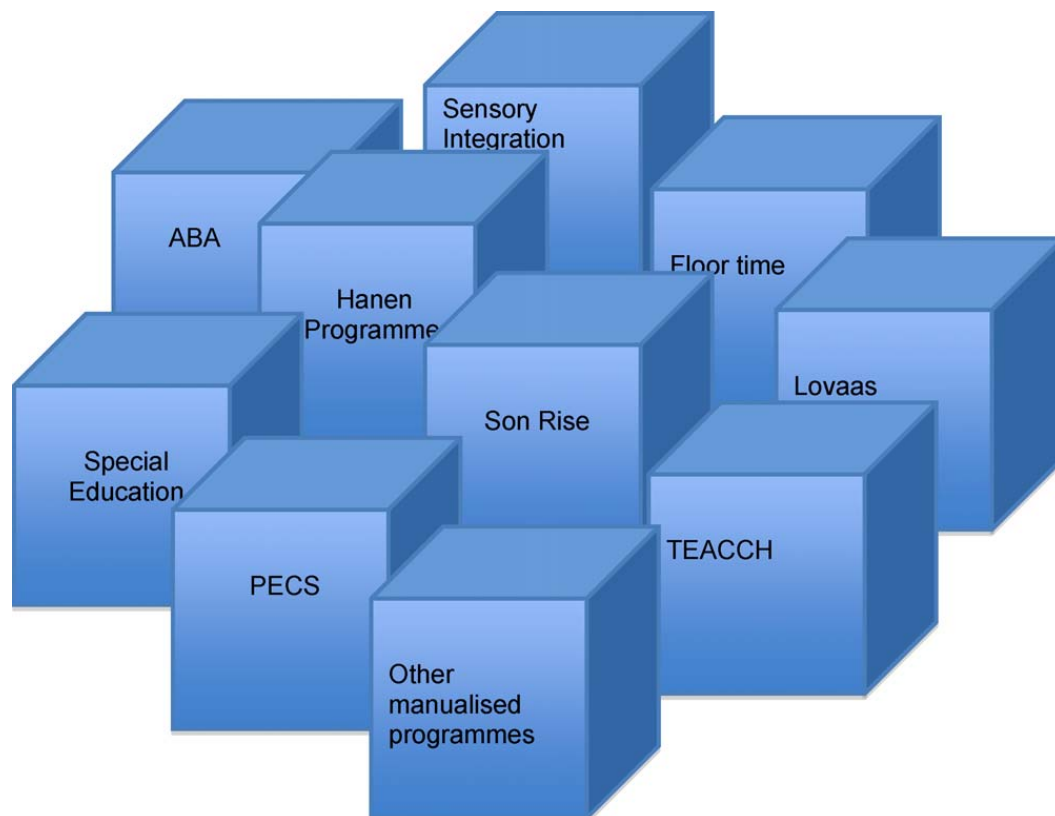 Sensory
Integration
ABA
Floor time
Hanen
Programme
Lovaas
Son Rise
Special
Education
TEACCH
PECS
Other
manualised
programmes